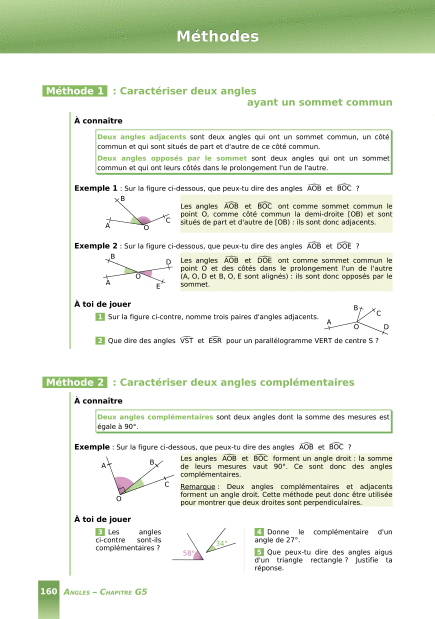 Méthodes
Méthode 1 : Caractériser deux angles
ayant un sommet commun
À connaître
Deux angles adjacents sont deux angles qui ont un sommet commun, un côté
commun et qui sont situés de part et d'autre de ce côté commun.
Deux angles opposés par le sommet sont deux angles qui ont un sommet
commun et qui ont leurs côtés dans le prolongement l'un de l'autre.
Exemple 1 : Sur la figure ci-dessous, que peux-tu dire des angles AOB et BOC ?
B
A
O
C
Les angles AOB et BOC ont comme sommet commun le
point O, comme côté commun la demi-droite [OB) et sont
situés de part et d'autre de [OB) : ils sont donc adjacents.
Exemple 2 : Sur la figure ci-dessous, que peux-tu dire des angles AOB et DOE ?
B
D
O
A
E
Les angles AOB et DOE ont comme sommet commun le
point O et des côtés dans le prolongement l'un de l'autre
(A, O, D et B, O, E sont alignés) : ils sont donc opposés par le
sommet.
À toi de jouer
1 Sur la figure ci-contre, nomme trois paires d'angles adjacents.
B
C
A
O
D
2 Que dire des angles VST et ESR pour un parallélogramme VERT de centre S ?
Méthode 2 : Caractériser deux angles complémentaires
À connaître
Deux angles complémentaires sont deux angles dont la somme des mesures est
égale à 90°.
Exemple : Sur la figure ci-dessous, que peux-tu dire des angles AOB et BOC ?
A
B
C
O
Les angles AOB et BOC forment un angle droit : la somme
de leurs mesures vaut 90°. Ce sont donc des angles
complémentaires.
Remarque : Deux angles complémentaires et adjacents
forment un angle droit. Cette méthode peut donc être utilisée
pour montrer que deux droites sont perpendiculaires.
À toi de jouer
3 Les angles
ci-contre sont-ils
complémentaires ?
58°
34°
4 Donne le complémentaire d'un
angle de 27°.
5 Que peux-tu dire des angles aigus
d'un triangle rectangle ? Justifie ta
réponse.
160 ANGLES – CHAPITRE G5